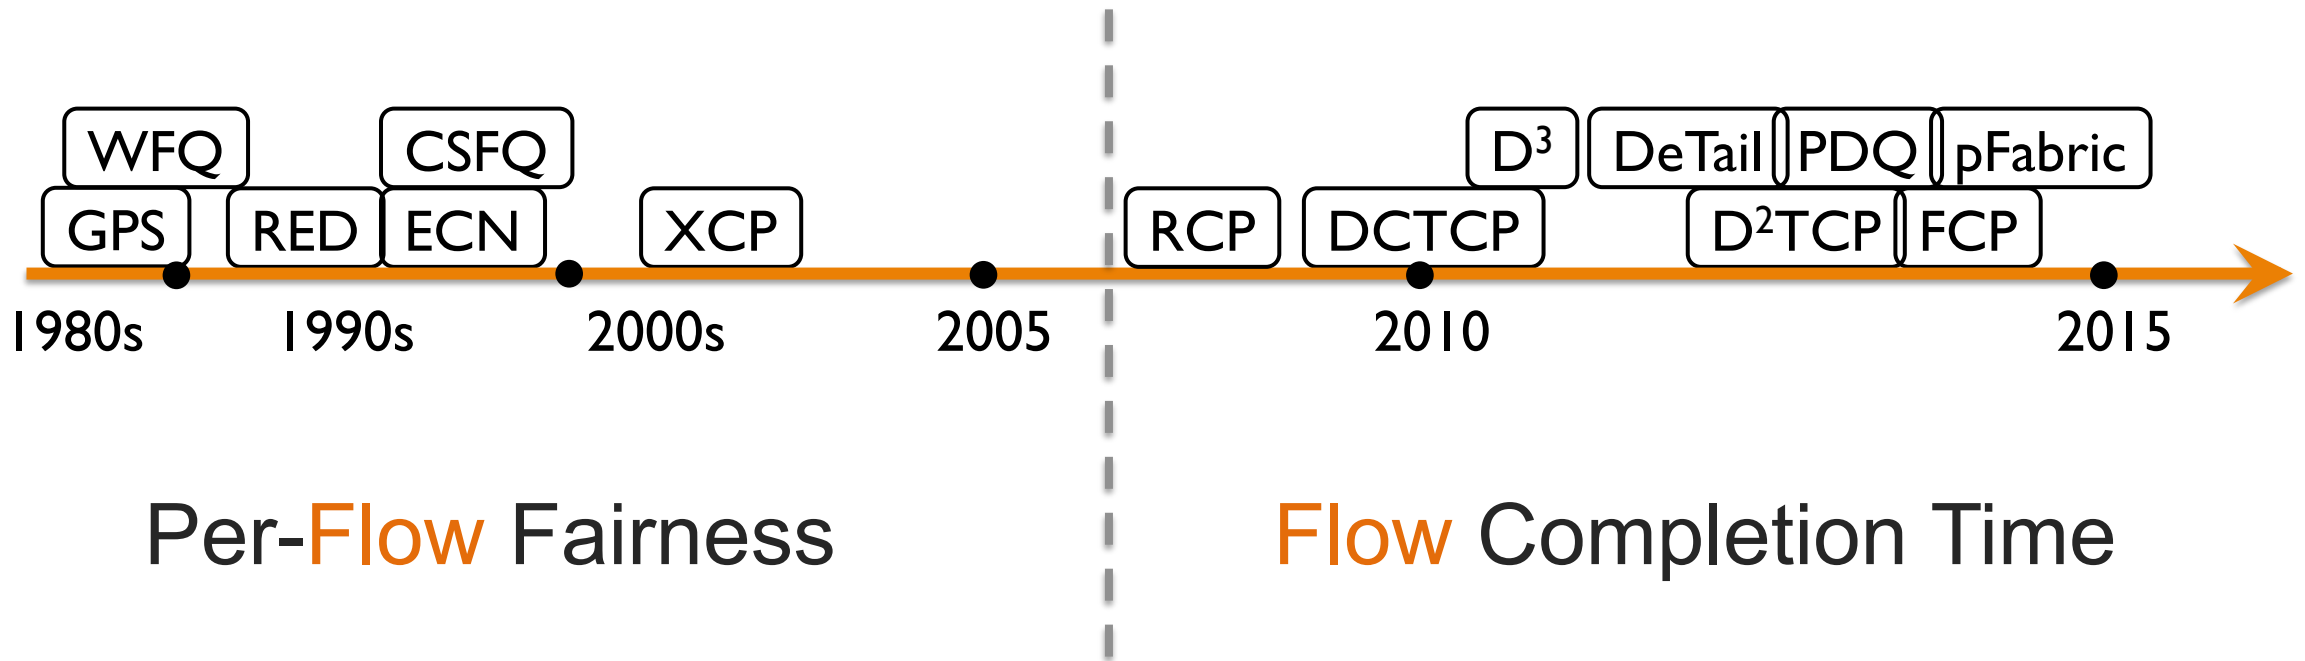 WFQ CSFQ D³ DeTail PDQ pFabric
GPS RED ECN XCP RCP DCTCP D²TCP FCP
1980s 1990s 2000s 2005 2010 2015
Per-Flow Fairness Flow Completion Time